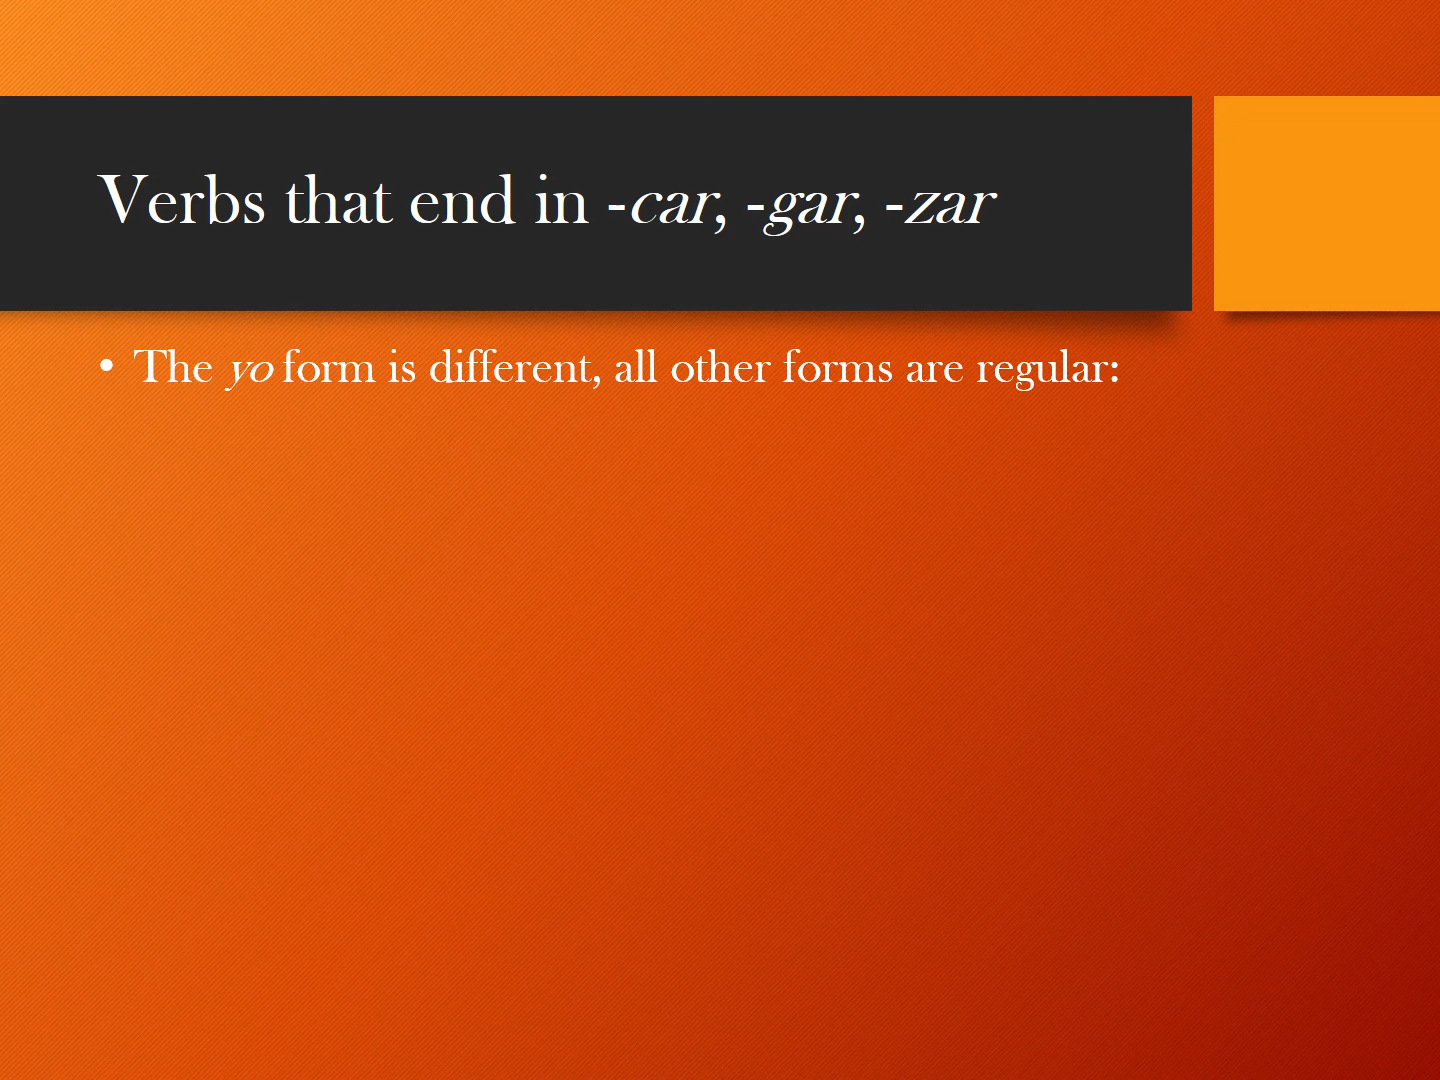 Verbs that end in -car, -gar, -zar
• The yo form is different, all other forms are regular: